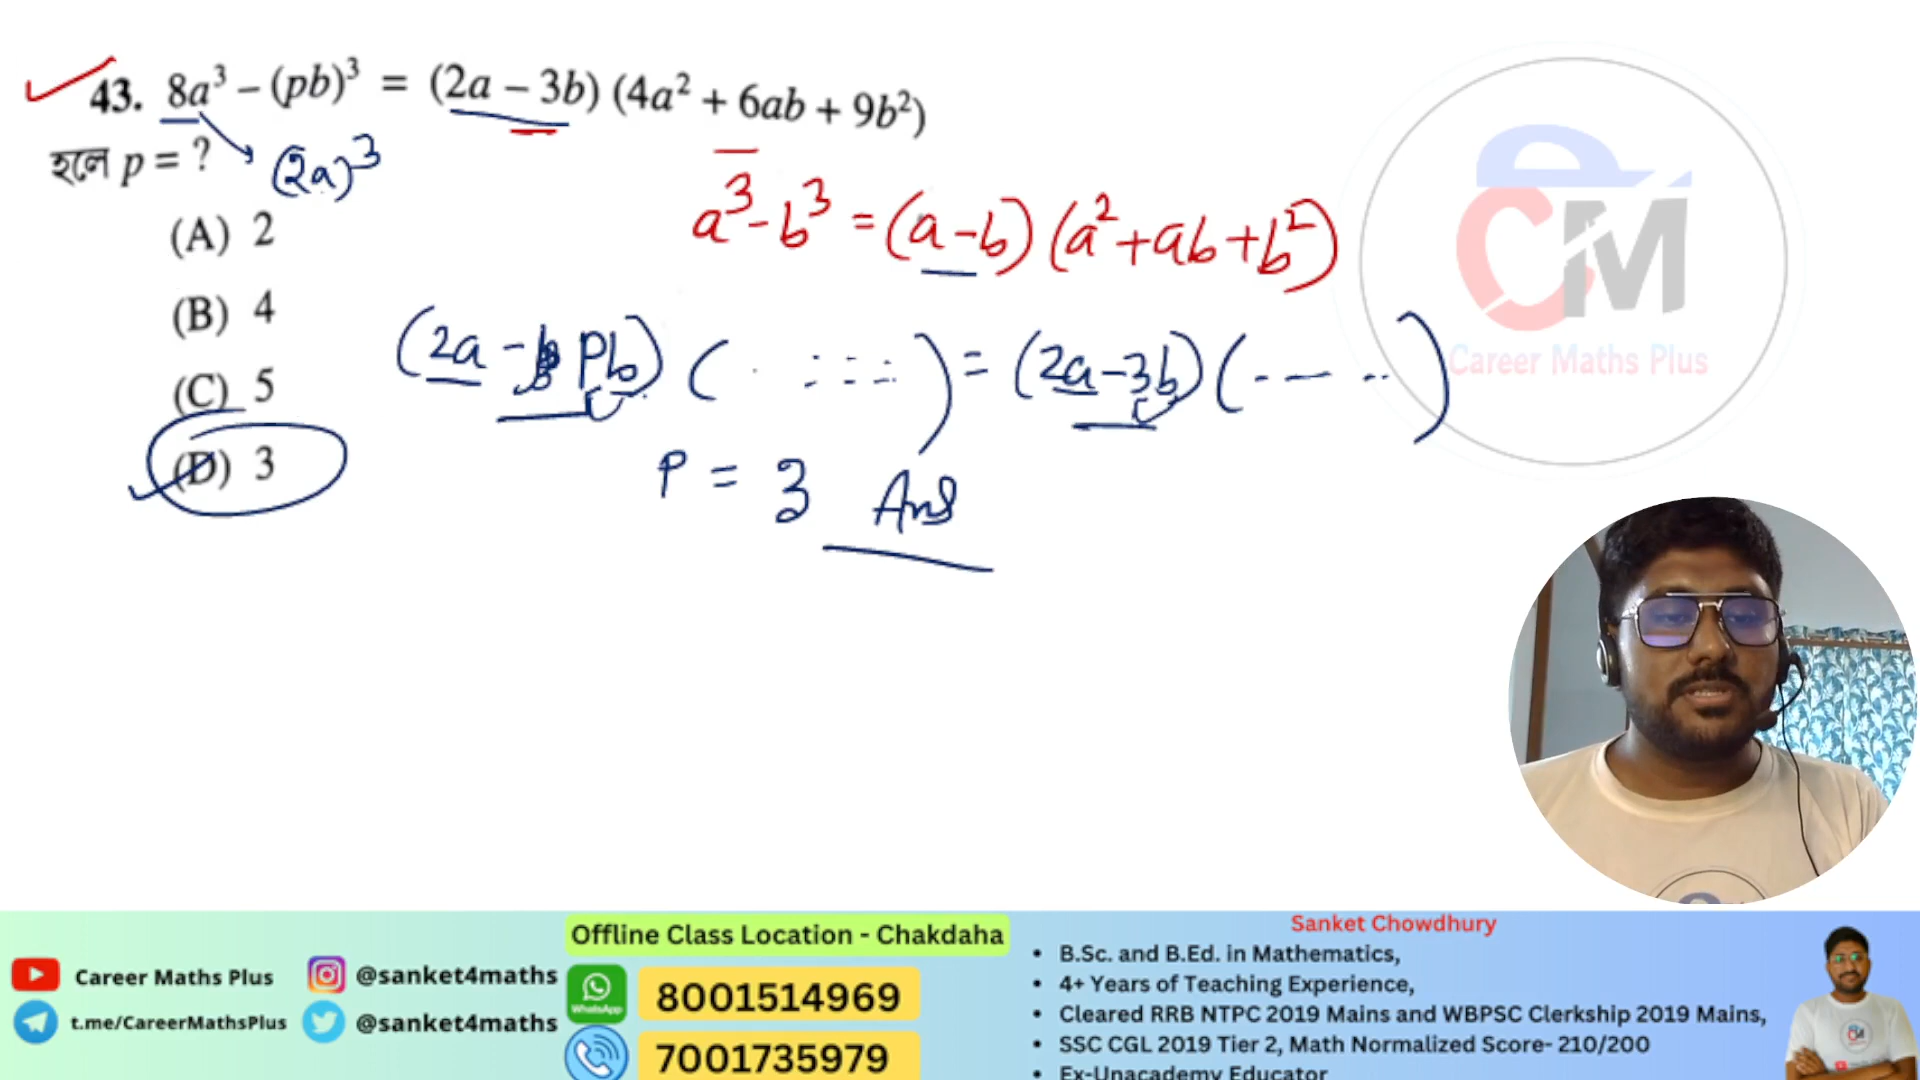 43. 8a³ – (pb)³ = (2a – 3b) (4a² + 6ab + 9b²)
হলে p = ?
(2a)³
(A) 2
a³-b³ = (a-b) (a²+ab+b²)
(B) 4
(2a - Pb) ( ) = (2a-3b) ( )
Career Maths Plus
(C) 5
(D) 3
P = 3 Ans
Offline Class Location - Chakdaha
Sanket Chowdhury
• B.Sc. and B.Ed. in Mathematics,
Career Maths Plus
@sanket4maths
WhatsApp
8001514969
• 4+ Years of Teaching Experience,
• Cleared RRB NTPC 2019 Mains and WBPSC Clerkship 2019 Mains,
t.me/CareerMathsPlus
@sanket4maths
7001735979
• SSC CGL 2019 Tier 2, Math Normalized Score- 210/200
• Ex-Unacademy Educator